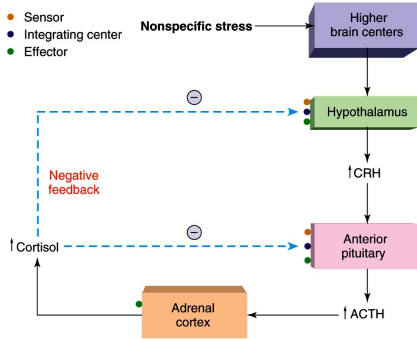 Sensor
Integrating center
Effector
Nonspecific stress
Higher
brain centers
−
Hypothalamus
Negative
feedback
↑CRH
↑Cortisol
−
Anterior
pituitary
Adrenal
cortex
↑ACTH